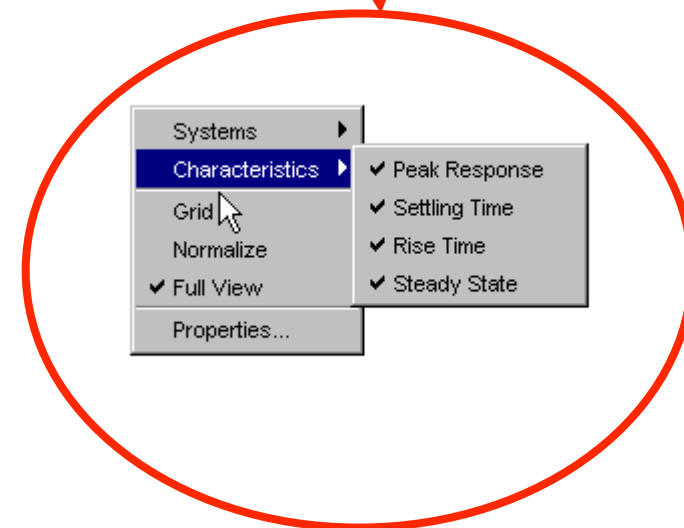 Systems
Characteristics
Grid
Normalize
Full View
Properties...
Peak Response
Settling Time
Rise Time
Steady State